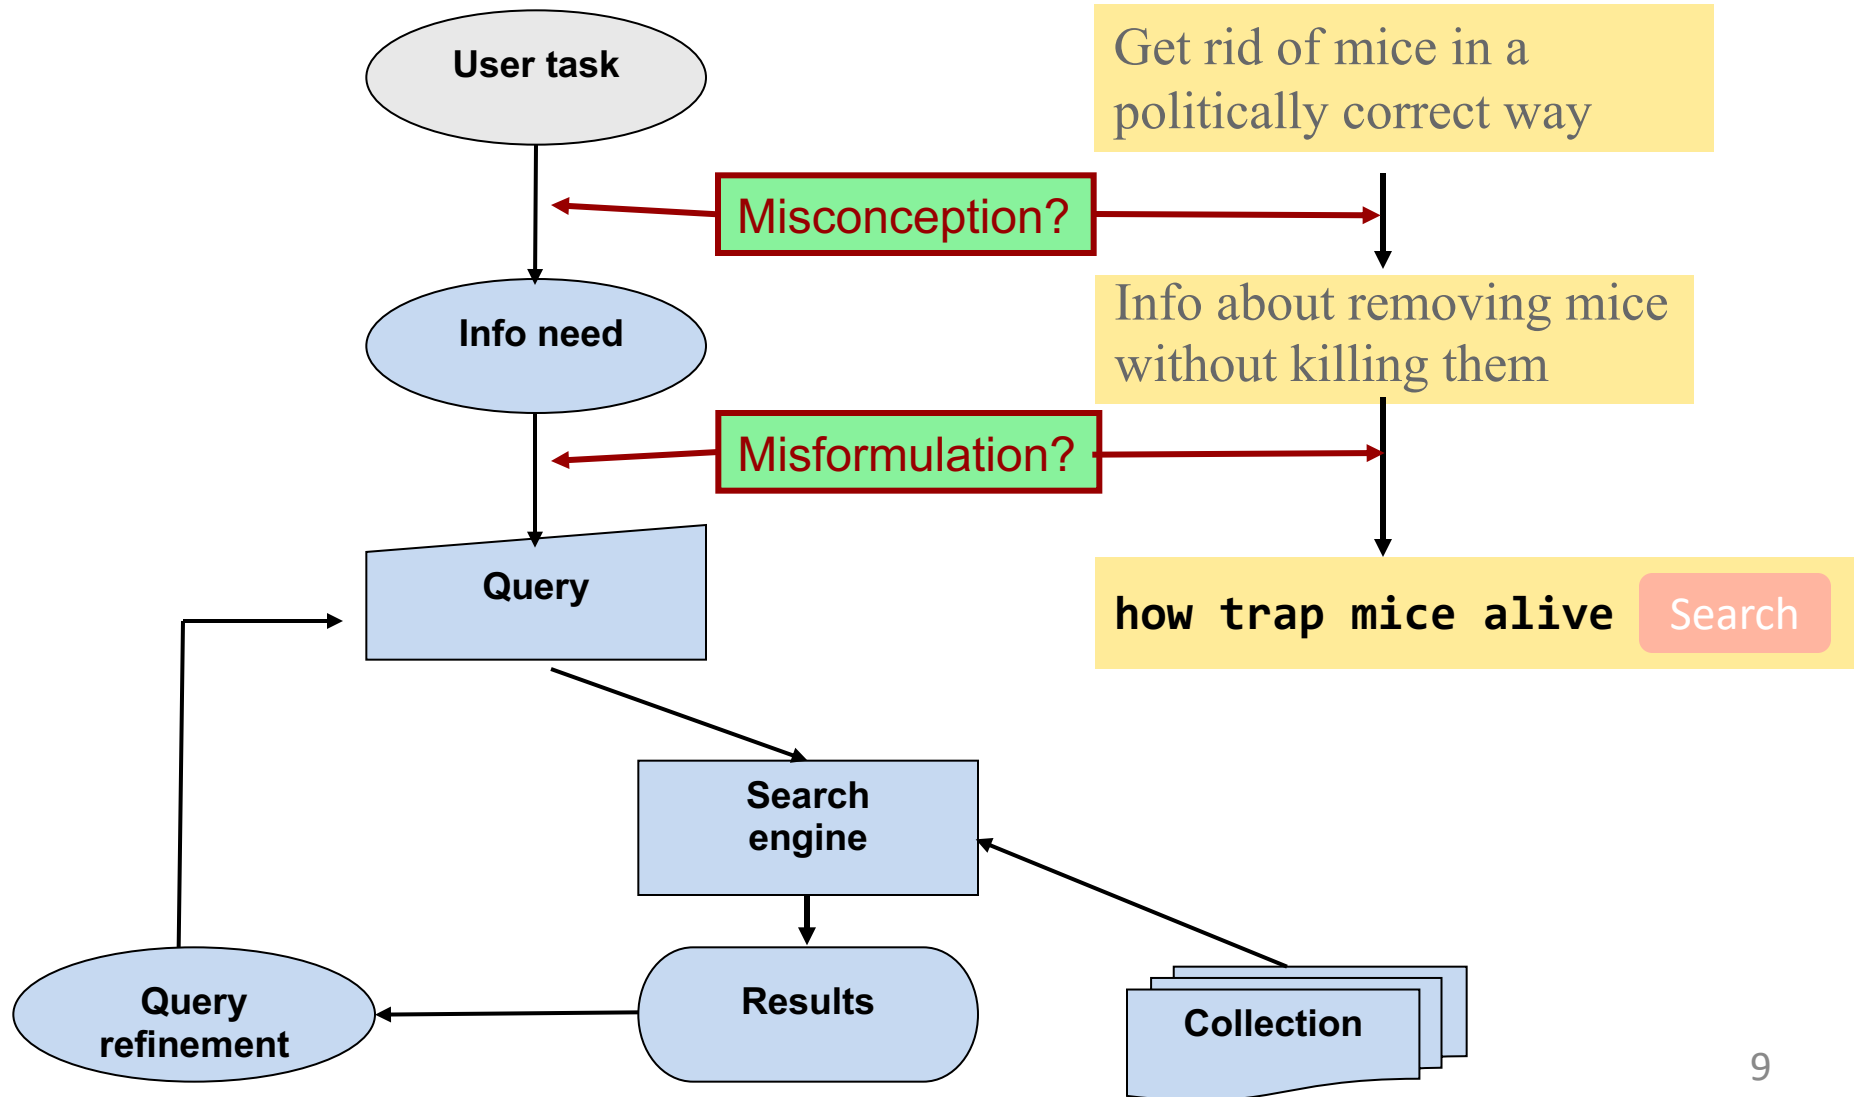 User task
Get rid of mice in a
politically correct way
Misconception?
Info need
Info about removing mice
without killing them
Misformulation?
Query
how trap mice alive Search
Search
engine
Query
refinement
Results
Collection
9